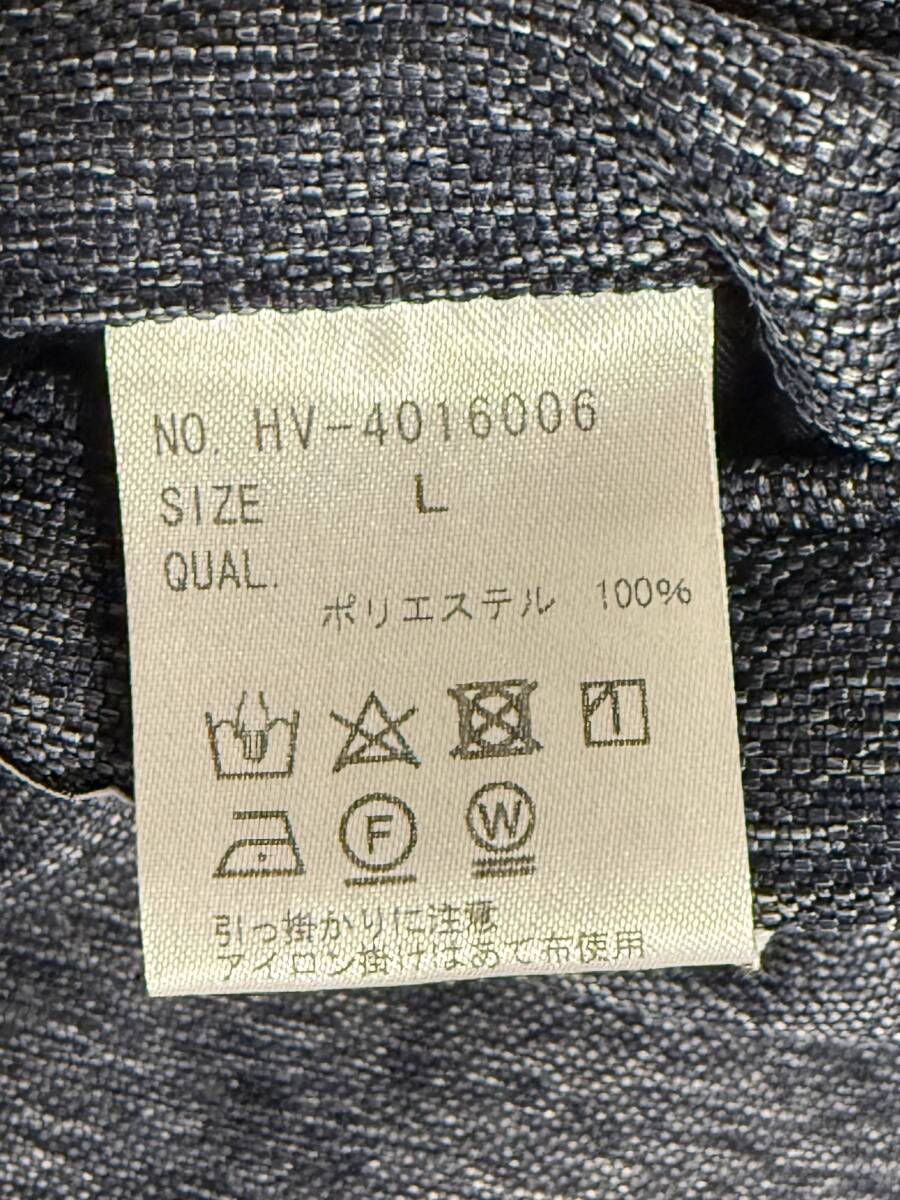 NO. HV-4016006
SIZE L
QUAL.
ポリエステル 100%
F W
引っ掛かりに注意
アイロン掛けはあて布使用